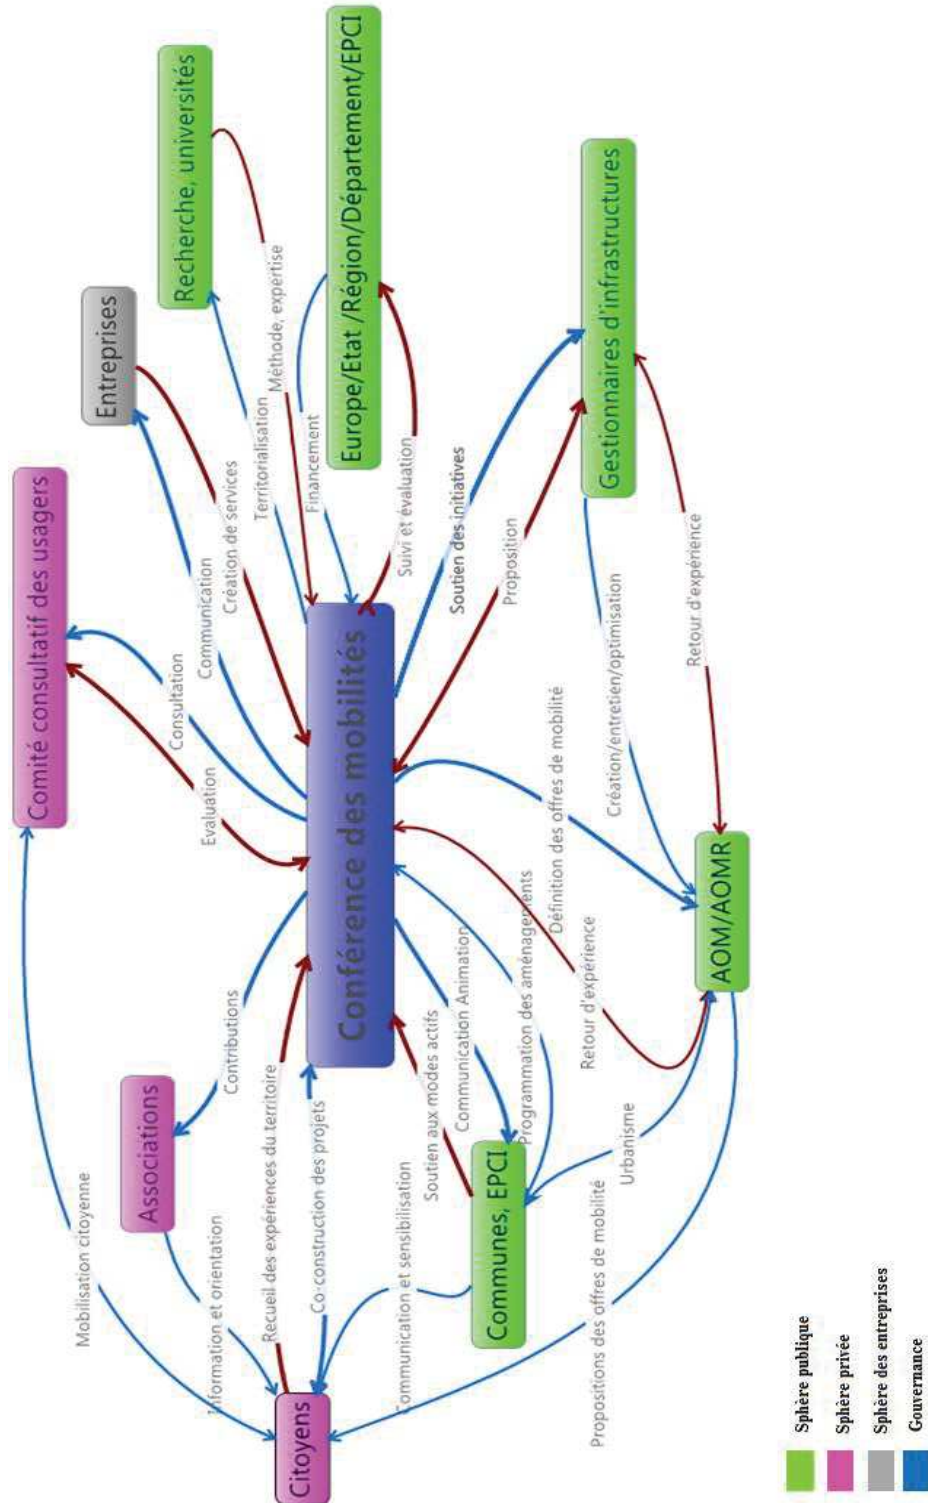 Comité consultatif des usagers
Entreprises
Recherche, universités
Mobilisation citoyenne
Associations
Contributions
Evaluation
Consultation
Communication
Création de services
Territorialisation
Méthode, expertise
Information et orientation
Recueil des expériences du territoire
Citoyens
Co-construction des projets
Conférence des mobilités
Financement
Europe/Etat /Région/Département/EPCI
Suivi et évaluation
Communication et sensibilisation
Soutien aux modes actifs
Communication Animation
Soutien des initiatives
Proposition
Communes, EPCI
Programmation des aménagements
Définition des offres de mobilité
Création/entretien/optimisation
Gestionnaires d'infrastructures
Retour d'expérience
Retour d'expérience
Urbanisme
Propositions des offres de mobilité
AOM/AOMR
Sphère publique
Sphère privée
Sphère des entreprises
Gouvernance